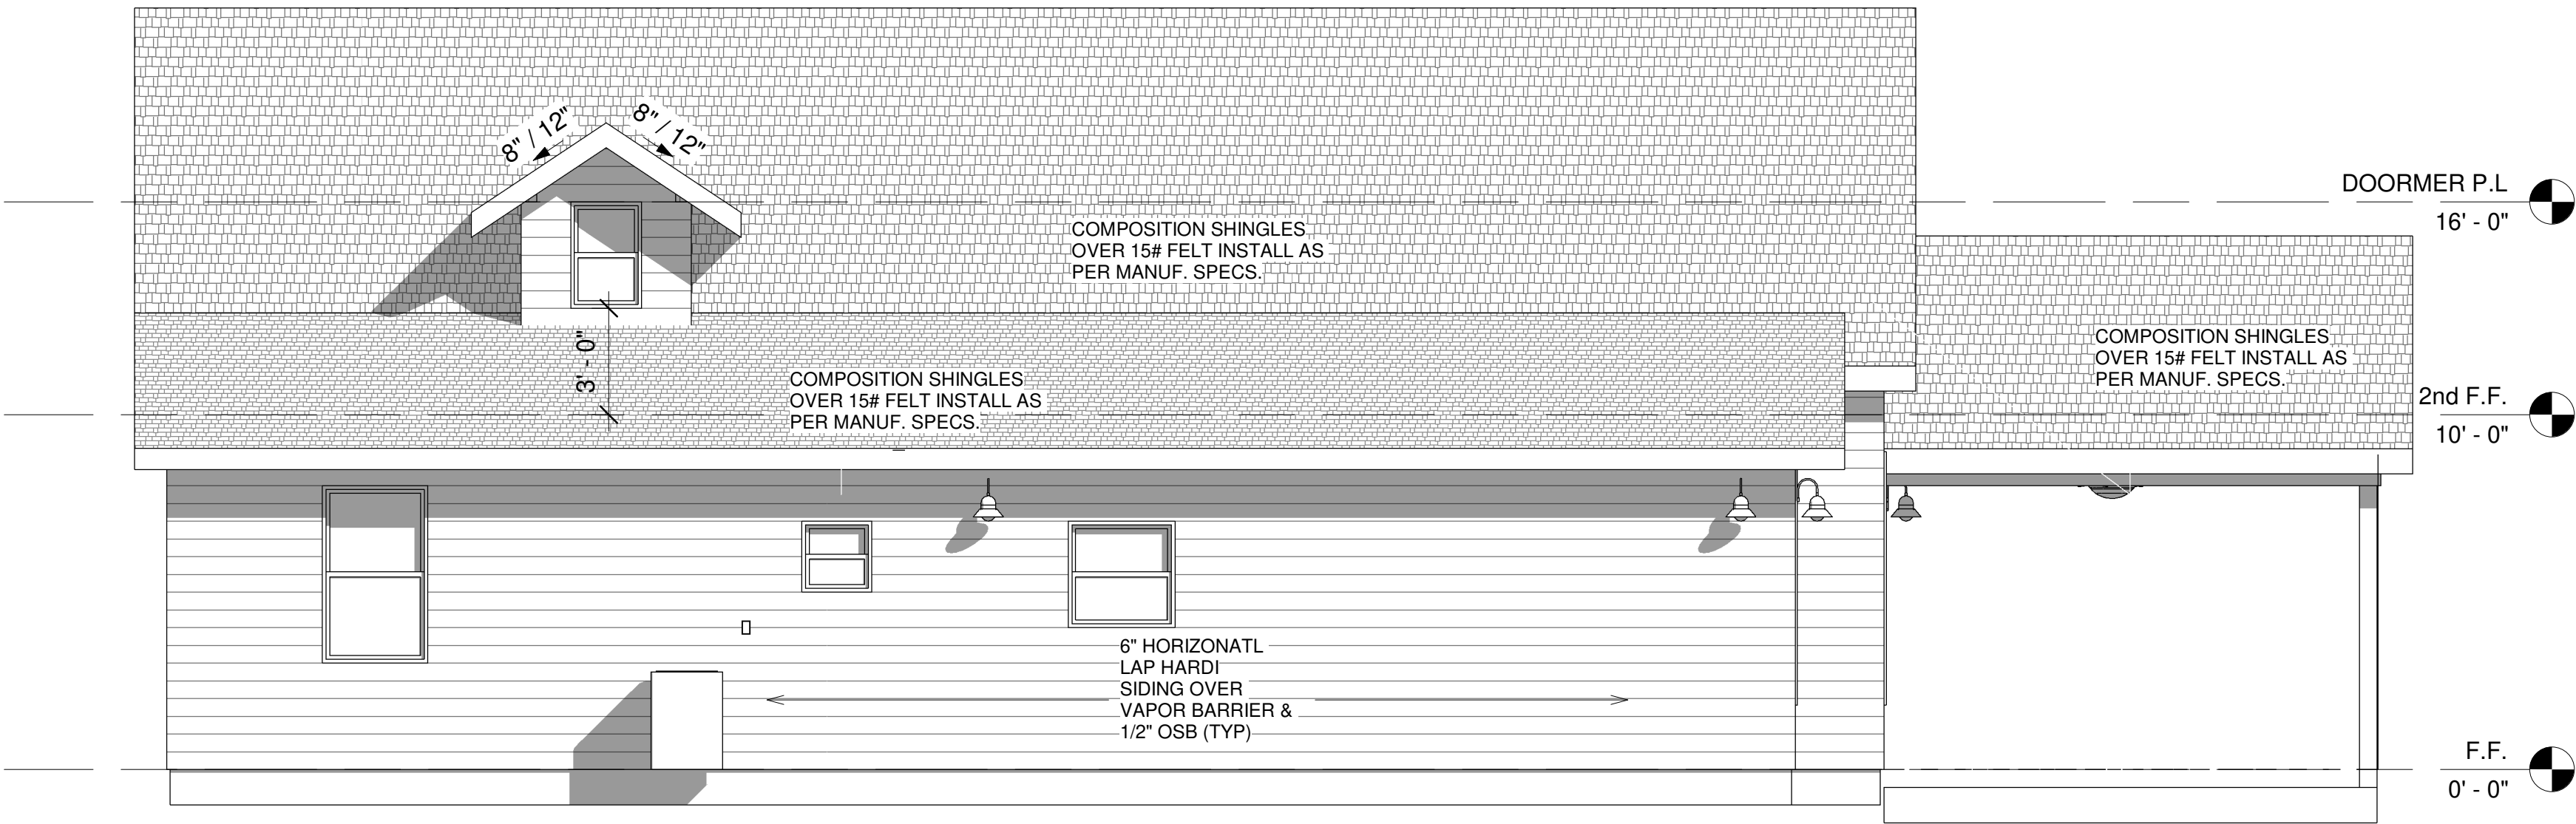 8" / 12"
8" / 12"
DOORMER P.L
16' - 0"
COMPOSITION SHINGLES
OVER 15# FELT INSTALL AS
PER MANUF. SPECS.
COMPOSITION SHINGLES
OVER 15# FELT INSTALL AS
PER MANUF. SPECS.
3' - 0"
COMPOSITION SHINGLES
OVER 15# FELT INSTALL AS
PER MANUF. SPECS.
2nd F.F.
10' - 0"
6" HORIZONATL
LAP HARDI
SIDING OVER
VAPOR BARRIER &
1/2" OSB (TYP)
F.F.
0' - 0"